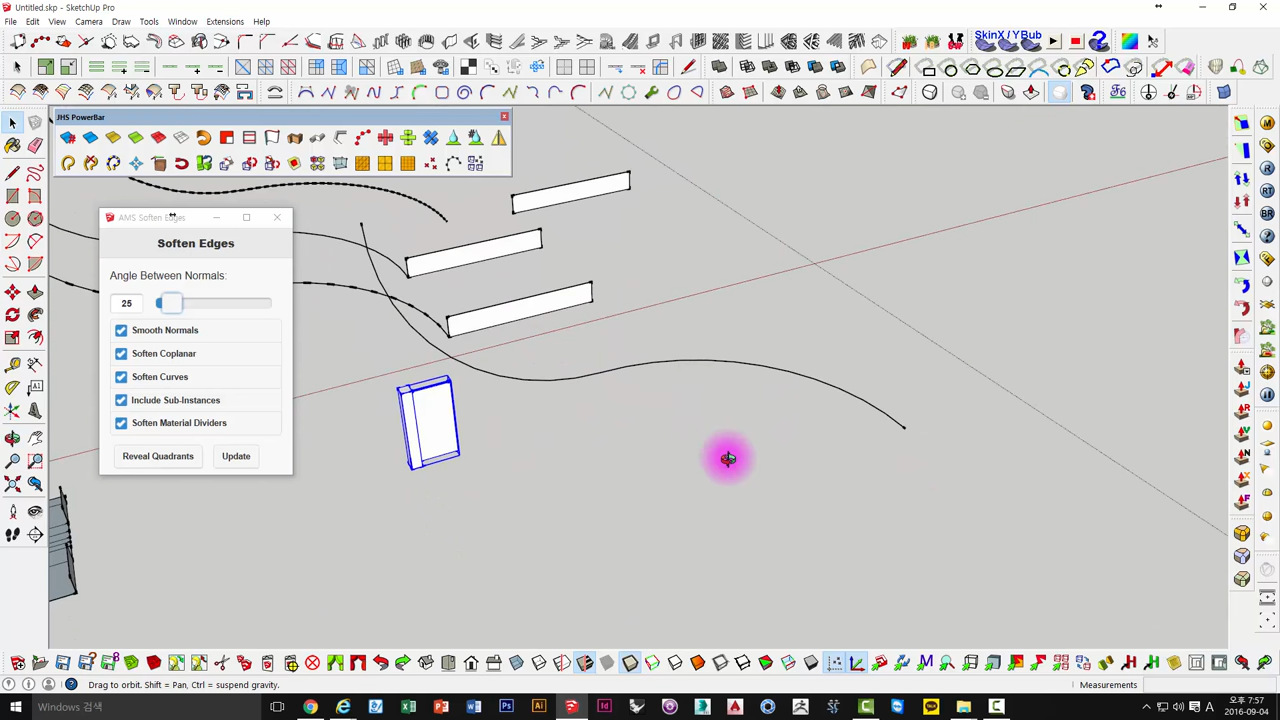 Untitled.skp - SketchUp Pro
File Edit View Camera Draw Tools Window Extensions Help
SkinX / YBub
JHS PowerBar
AMS Soften Edges
Soften Edges
Angle Between Normals:
25
Smooth Normals
Soften Coplanar
Soften Curves
Include Sub-Instances
Soften Material Dividers
Reveal Quadrants Update
Drag to orbit. Shift = Pan, Ctrl = suspend gravity.
Measurements
Windows 검색
오후 7:57
2016-09-04